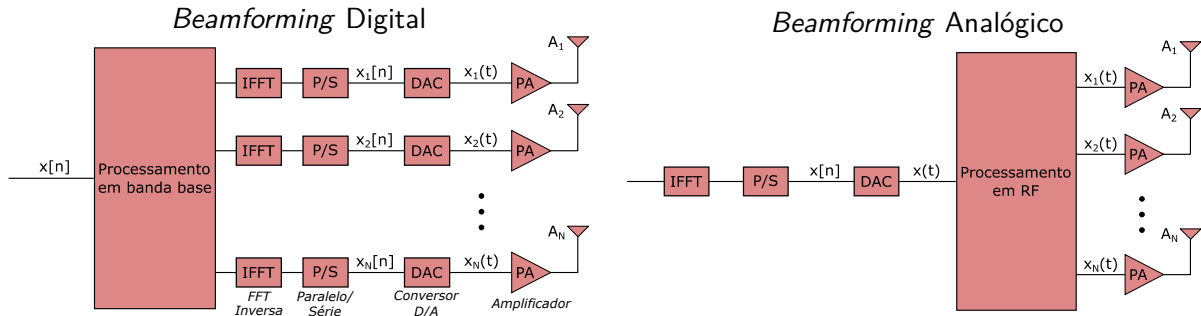 Beamforming Digital
x[n]
Processamento
em banda base
IFFT
P/S
x1[n]
DAC
x1(t)
PA
A1
IFFT
P/S
x2[n]
DAC
x2(t)
PA
A2
IFFT
P/S
xN[n]
DAC
xN(t)
PA
AN
FFT
Inversa
Paralelo/
Série
Conversor
D/A
Amplificador
Beamforming Analógico
IFFT
P/S
x[n]
DAC
x(t)
Processamento
em RF
x1(t)
PA
A1
x2(t)
PA
A2
xN(t)
PA
AN